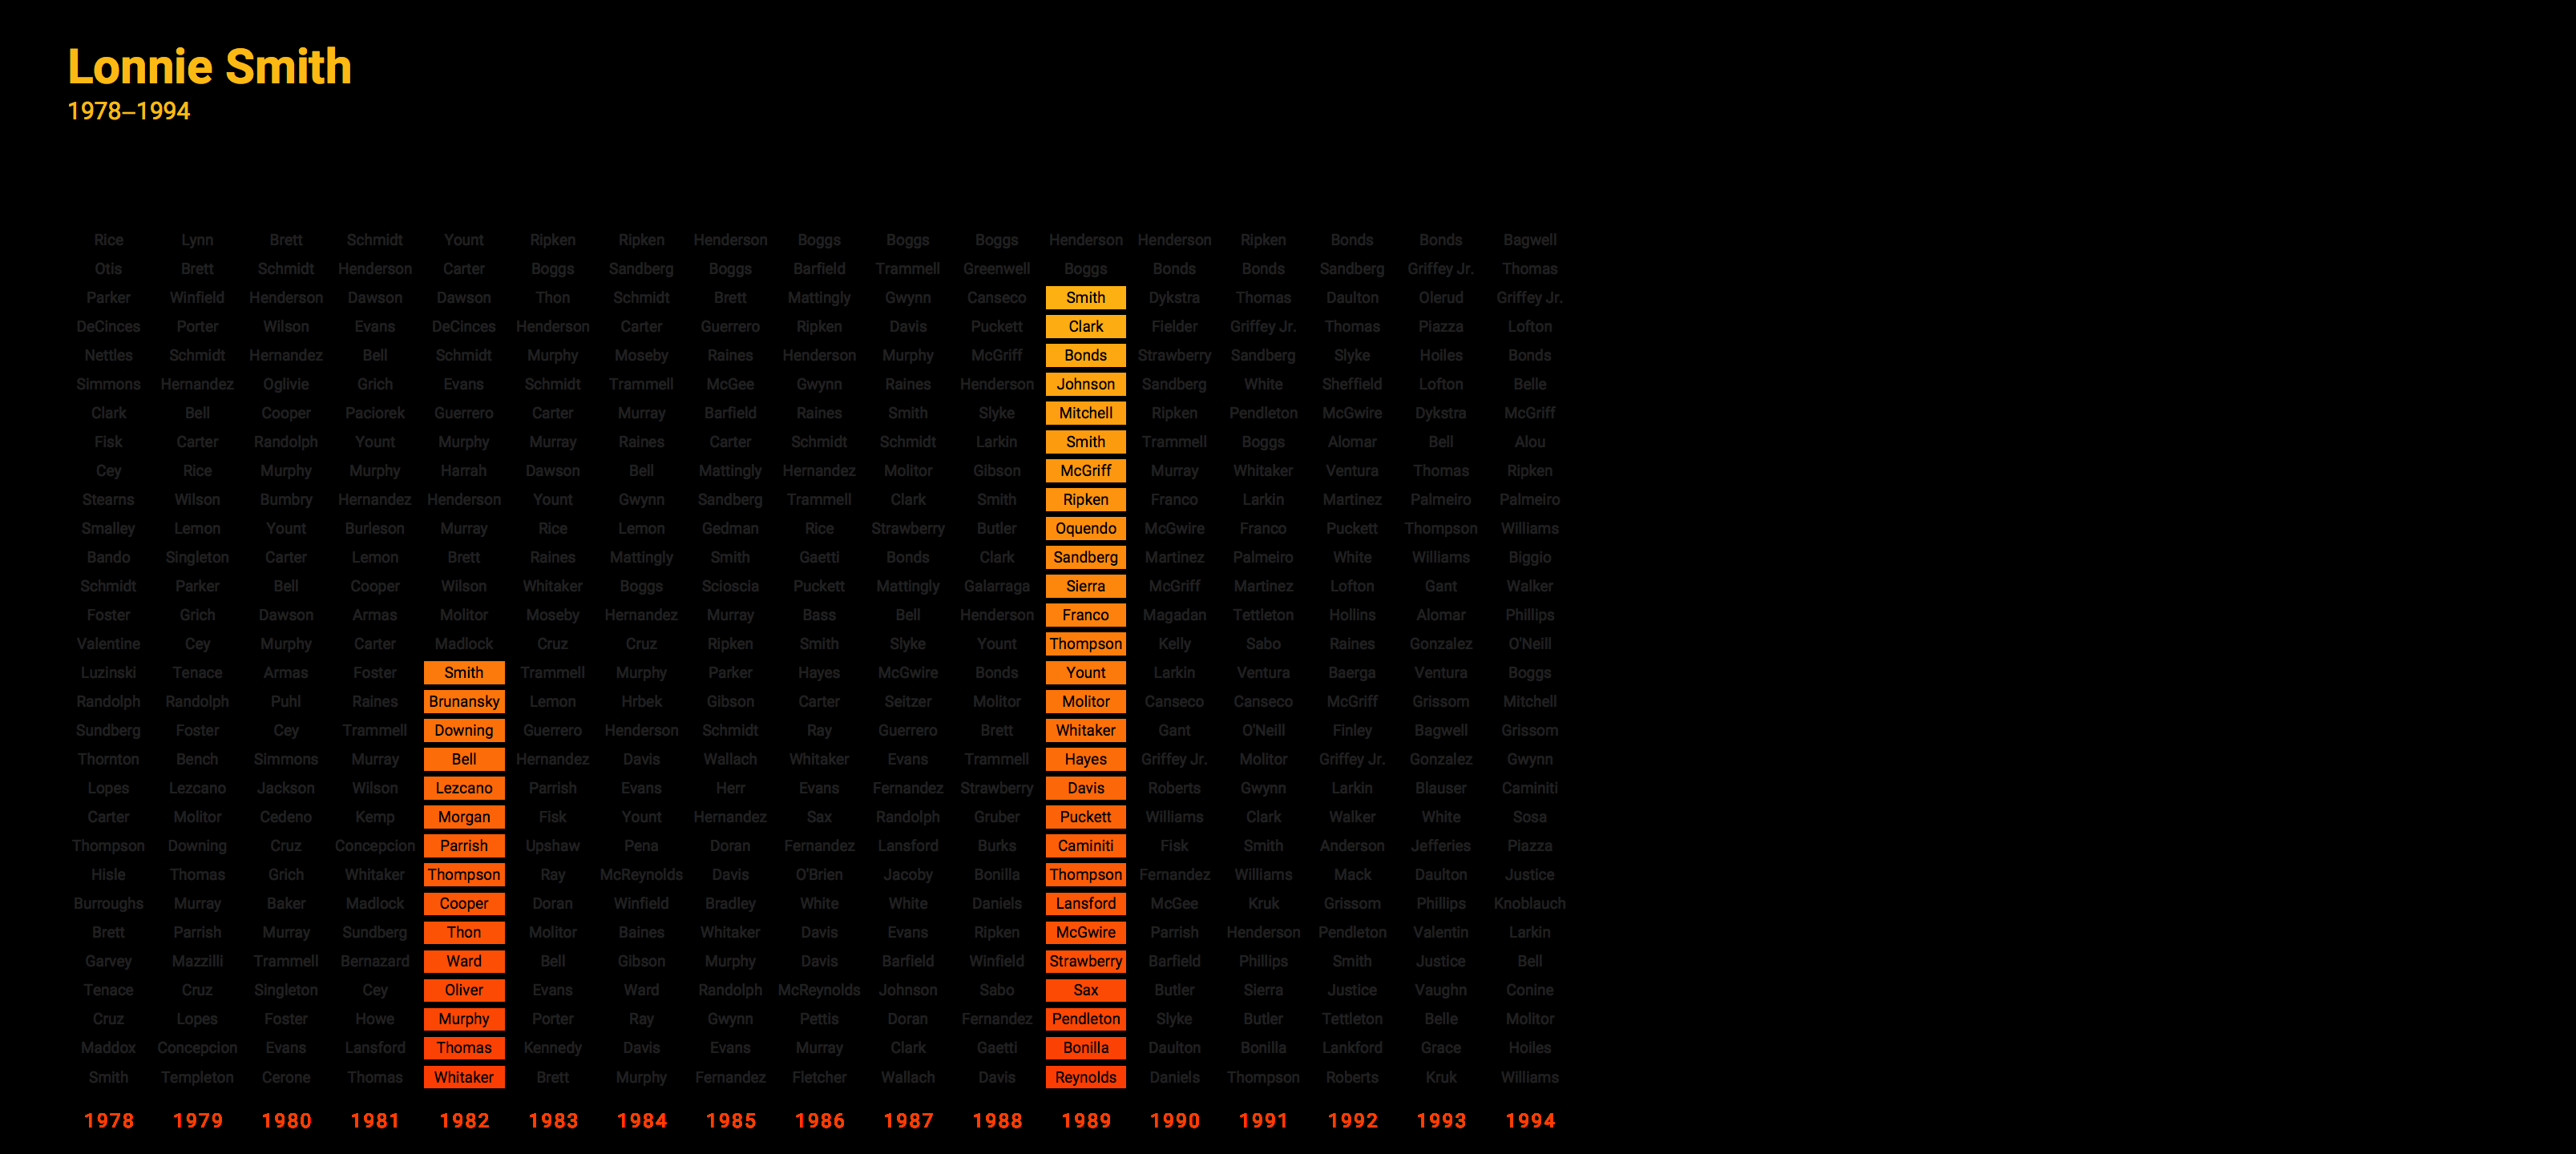 Lonnie Smith
1978–1994
Rice Lynn Brett Schmidt Yount Ripken Ripken Henderson Boggs Boggs Boggs Henderson Henderson Ripken Bonds Bonds Bagwell
Otis Brett Schmidt Henderson Carter Boggs Sandberg Boggs Barfield Trammell Greenwell Boggs Bonds Bonds Sandberg Griffey Jr. Thomas
Parker Winfield Henderson Dawson Dawson Thon Schmidt Brett Mattingly Gwynn Canseco Smith Dykstra Thomas Daulton Olerud Griffey Jr.
DeCinces Porter Wilson Evans DeCinces Henderson Carter Guerrero Ripken Davis Puckett Clark Fielder Griffey Jr. Thomas Piazza Lofton
Nettles Schmidt Hernandez Bell Schmidt Murphy Moseby Raines Henderson Murphy McGriff Bonds Strawberry Sandberg Slyke Hoiles Bonds
Simmons Hernandez Oglivie Grich Evans Schmidt Trammell McGee Gwynn Raines Henderson Johnson Sandberg White Sheffield Lofton Belle
Clark Bell Cooper Paciorek Guerrero Carter Murray Barfield Raines Smith Slyke Mitchell Ripken Pendleton McGwire Dykstra McGriff
Fisk Carter Randolph Yount Murphy Murray Raines Carter Schmidt Schmidt Larkin Smith Trammell Boggs Alomar Bell Alou
Cey Rice Murphy Murphy Harrah Dawson Bell Mattingly Hernandez Molitor Gibson McGriff Murray Whitaker Ventura Thomas Ripken
Stearns Wilson Bumbry Hernandez Henderson Yount Gwynn Sandberg Trammell Clark Smith Ripken Franco Larkin Martinez Palmeiro Palmeiro
Smalley Lemon Yount Burleson Murray Rice Lemon Gedman Rice Strawberry Butler Oquendo McGwire Franco Puckett Thompson Williams
Bando Singleton Carter Lemon Brett Raines Mattingly Smith Gaetti Bonds Clark Sandberg Martinez Palmeiro White Williams Biggio
Schmidt Parker Bell Cooper Wilson Whitaker Boggs Scioscia Puckett Mattingly Galarraga Sierra McGriff Martinez Lofton Gant Walker
Foster Grich Dawson Armas Molitor Moseby Hernandez Murray Bass Bell Henderson Franco Magadan Tettleton Hollins Alomar Phillips
Valentine Cey Murphy Carter Madlock Cruz Cruz Ripken Smith Slyke Yount Thompson Kelly Sabo Raines Gonzalez O'Neill
Luzinski Tenace Armas Foster Smith Trammell Murphy Parker Hayes McGwire Bonds Yount Larkin Ventura Baerga Ventura Boggs
Randolph Randolph Puhl Raines Brunansky Lemon Hrbek Gibson Carter Seitzer Molitor Molitor Canseco Canseco McGriff Grissom Mitchell
Sundberg Foster Cey Trammell Downing Guerrero Henderson Schmidt Ray Guerrero Brett Whitaker Gant O'Neill Finley Bagwell Grissom
Thornton Bench Simmons Murray Bell Hernandez Davis Wallach Whitaker Evans Trammell Hayes Griffey Jr. Molitor Griffey Jr. Gonzalez Gwynn
Lopes Lezcano Jackson Wilson Lezcano Parrish Evans Herr Evans Fernandez Strawberry Davis Roberts Gwynn Larkin Blauser Caminiti
Carter Molitor Cedeno Kemp Morgan Fisk Yount Hernandez Sax Randolph Gruber Puckett Williams Clark Walker White Sosa
Thompson Downing Cruz Concepcion Parrish Upshaw Pena Doran Fernandez Lansford Burks Caminiti Fisk Smith Anderson Jefferies Piazza
Hisle Thomas Grich Whitaker Thompson Ray McReynolds Davis O'Brien Jacoby Bonilla Thompson Fernandez Williams Mack Daulton Justice
Burroughs Murray Baker Madlock Cooper Doran Winfield Bradley White White Daniels Lansford McGee Kruk Grissom Phillips Knoblauch
Brett Parrish Murray Sundberg Thon Molitor Baines Whitaker Davis Evans Ripken McGwire Parrish Henderson Pendleton Valentin Larkin
Garvey Mazzilli Trammell Bernazard Ward Bell Gibson Murphy Davis Barfield Winfield Strawberry Barfield Phillips Smith Justice Bell
Tenace Cruz Singleton Cey Oliver Evans Ward Randolph McReynolds Johnson Sabo Sax Butler Sierra Justice Vaughn Conine
Cruz Lopes Foster Howe Murphy Porter Ray Gwynn Pettis Doran Fernandez Pendleton Slyke Butler Tettleton Belle Molitor
Maddox Concepcion Evans Lansford Thomas Kennedy Davis Evans Murray Clark Gaetti Bonilla Daulton Bonilla Lankford Grace Hoiles
Smith Templeton Cerone Thomas Whitaker Brett Murphy Fernandez Fletcher Wallach Davis Reynolds Daniels Thompson Roberts Kruk Williams
1978 1979 1980 1981 1982 1983 1984 1985 1986 1987 1988 1989 1990 1991 1992 1993 1994